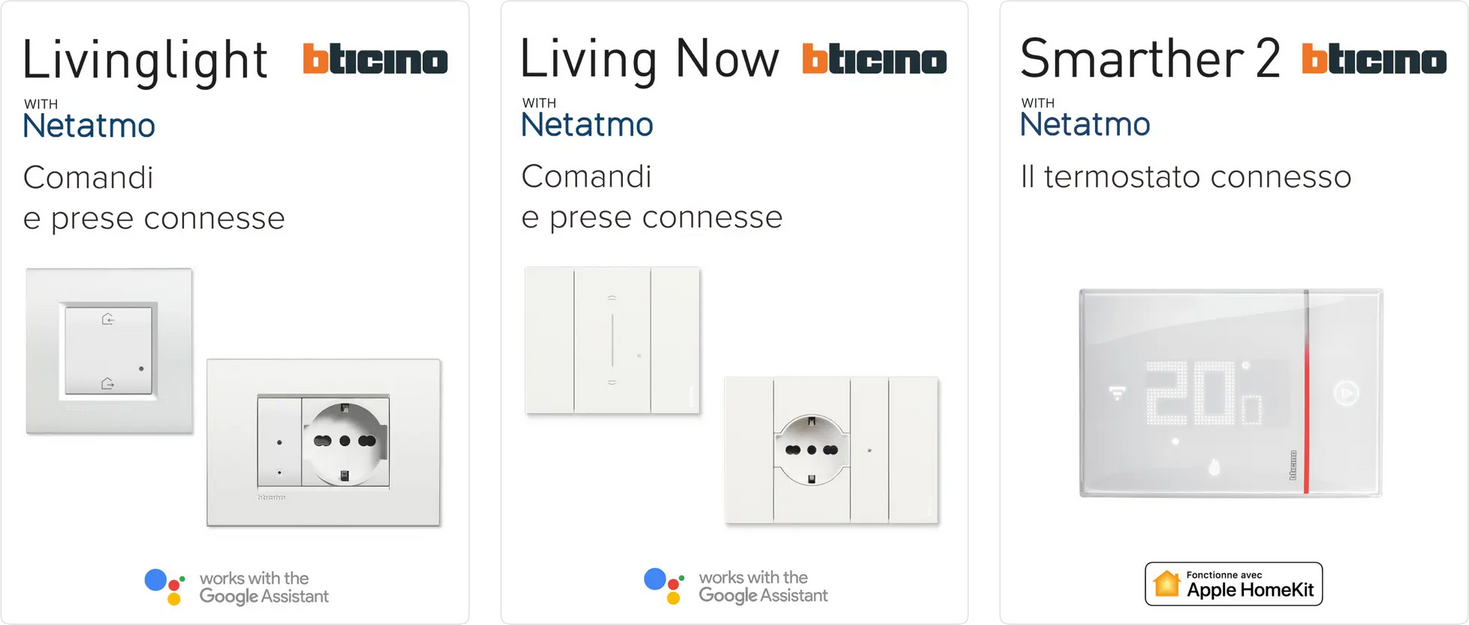 Livinglight bticino
WITH
Netatmo
Comandi
e prese connesse
bticino
works with the
Google Assistant
Living Now bticino
WITH
Netatmo
Comandi
e prese connesse
works with the
Google Assistant
Smarther 2 bticino
WITH
Netatmo
Il termostato connesso
20.°
bticino
Fonctionne avec
Apple HomeKit